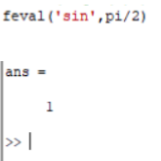 feval('sin',pi/2)
ans =
1
>>